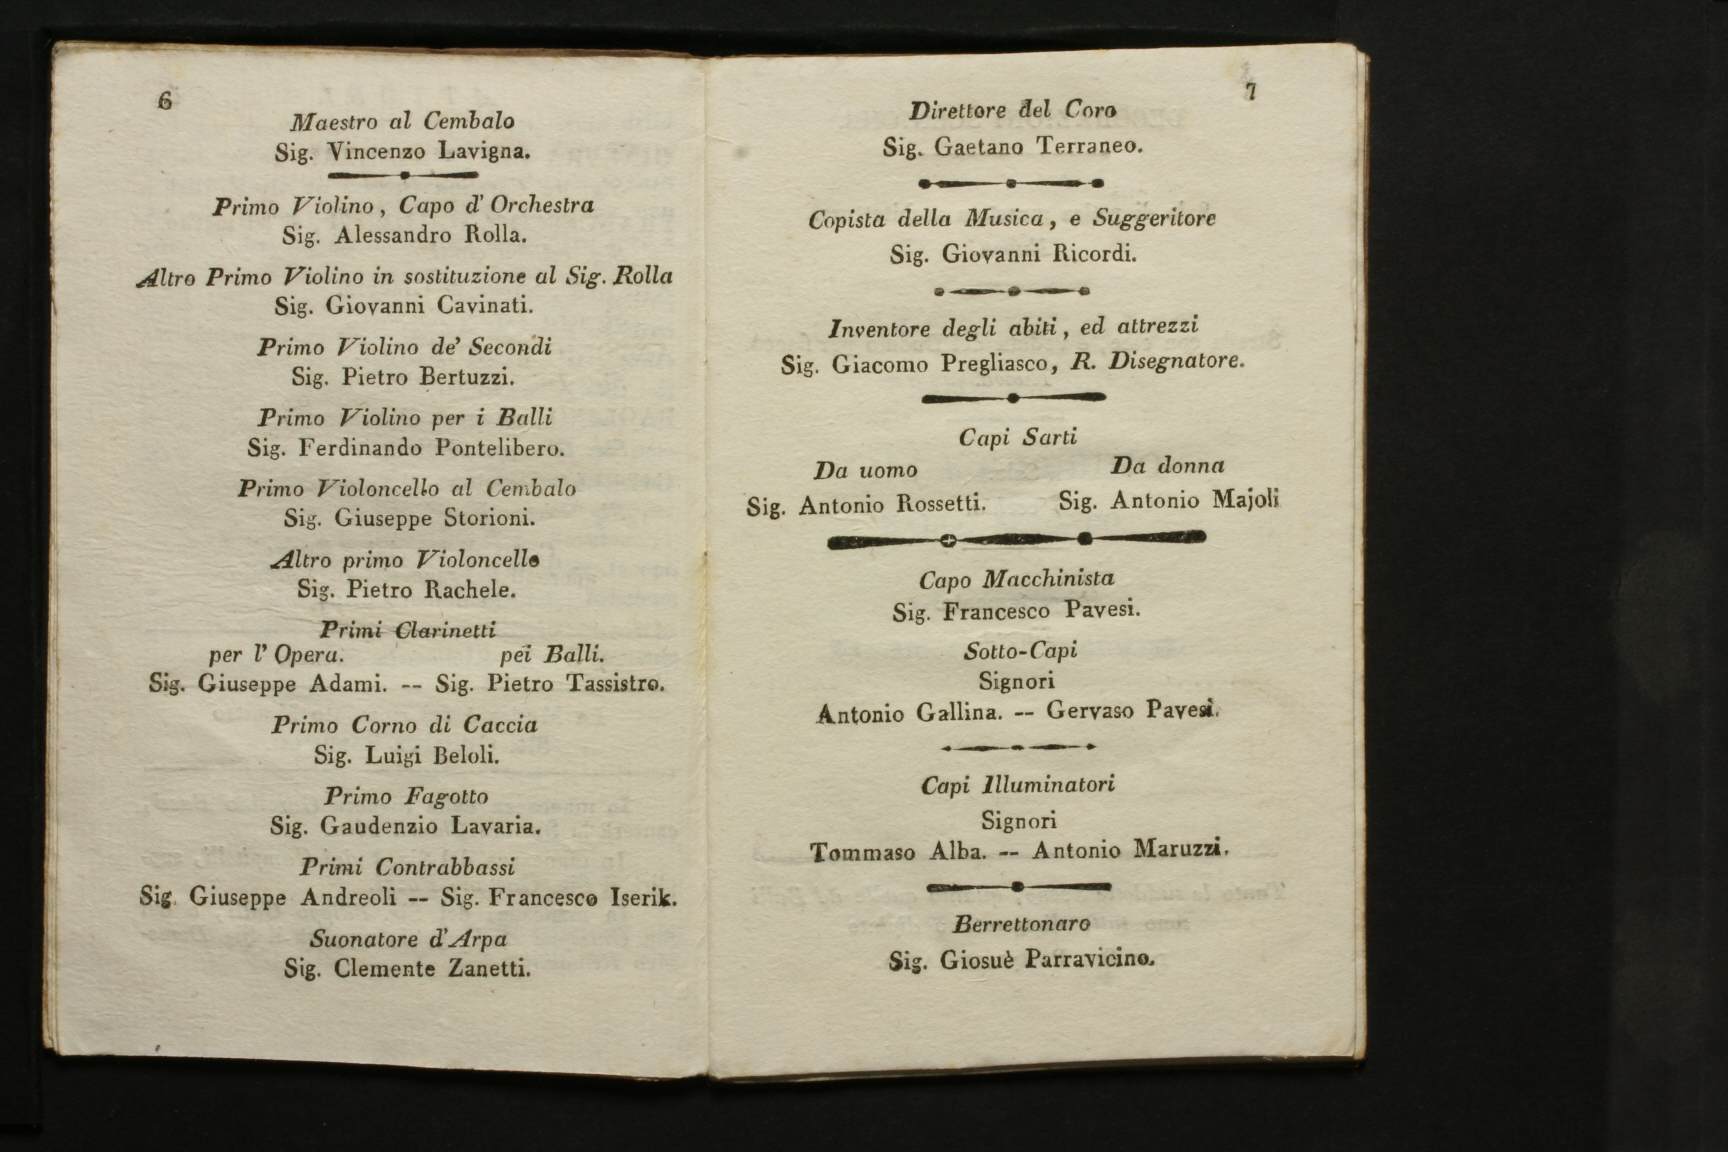 6
Maestro al Cembalo
Sig. Vincenzo Lavigna.
Primo Violino, Capo d' Orchestra
Sig. Alessandro Rolla.
Altro Primo Violino in sostituzione al Sig. Rolla
Sig. Giovanni Cavinati.
Primo Violino de' Secondi
Sig. Pietro Bertuzzi.
Primo Violino per i Balli
Sig. Ferdinando Pontelibero.
Primo Violoncello al Cembalo
Sig. Giuseppe Storioni.
Altro primo Violoncello
Sig. Pietro Rachele.
Primi Clarinetti
per l' Opera. pei Balli.
Sig. Giuseppe Adami. -- Sig. Pietro Tassistro.
Primo Corno di Caccia
Sig. Luigi Beloli.
Primo Fagotto
Sig. Gaudenzio Lavaria.
Primi Contrabbassi
Sig. Giuseppe Andreoli -- Sig. Francesco Iserik.
Suonatore d'Arpa
Sig. Clemente Zanetti.
7
Direttore del Coro
Sig. Gaetano Terraneo.
Copista della Musica, e Suggeritore
Sig. Giovanni Ricordi.
Inventore degli abiti, ed attrezzi
Sig. Giacomo Pregliasco, R. Disegnatore.
Capi Sarti
Da uomo Da donna
Sig. Antonio Rossetti. Sig. Antonio Majoli
Capo Macchinista
Sig. Francesco Pavesi.
Sotto-Capi
Signori
Antonio Gallina. -- Gervaso Pavesi.
Capi Illuminatori
Signori
Tommaso Alba. -- Antonio Maruzzi.
Berrettonaro
Sig. Giosuè Parravicino.